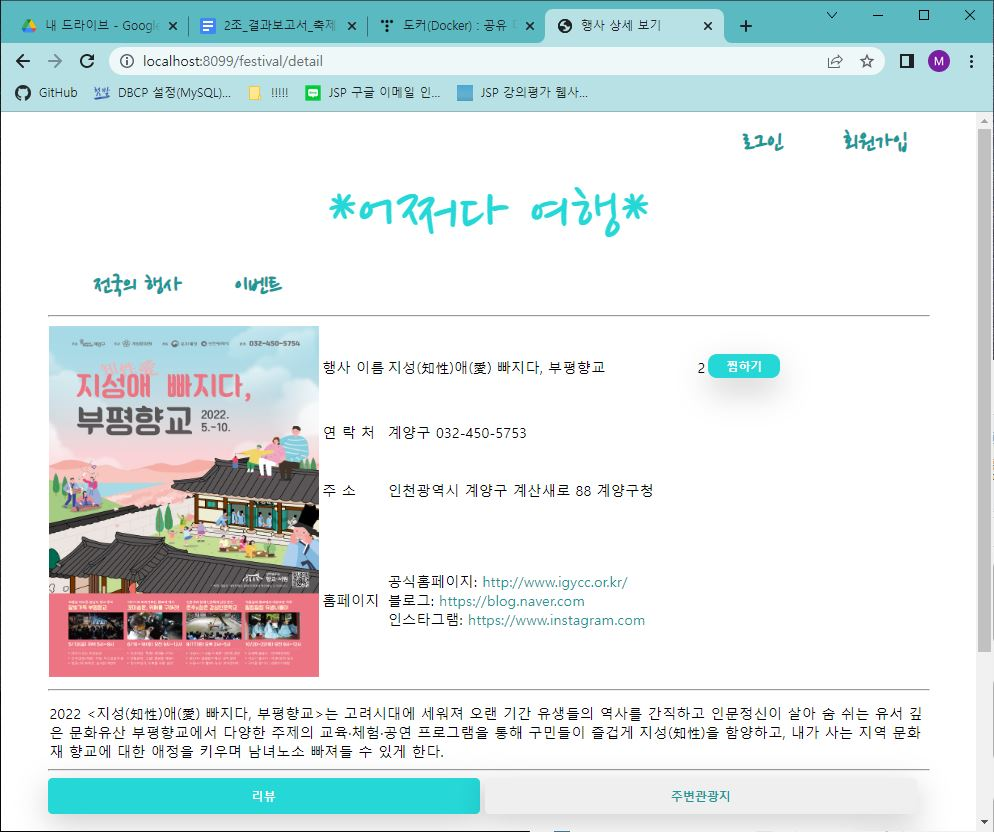 내 드라이브 - Google
2조_결과보고서_축제
도커(Docker) : 공유
행사 상세 보기
localhost:8099/festival/detail
M
GitHub
DBCP 설정(MySQL)...
!!!!!
JSP 구글 이메일 인...
JSP 강의평가 웹사...
로그인
회원가입
*어쩌다 여행*
전국의 행사
이벤트
032-450-5754
지성애 빠지다,
부평향교
2022.
5.-10.
행사 이름 지성(知性)애(愛) 빠지다, 부평향교
2 찜하기
연 락 처 계양구 032-450-5753
주 소 인천광역시 계양구 계산새로 88 계양구청
홈페이지
공식홈페이지: http://www.igycc.or.kr/
블로그: https://blog.naver.com
인스타그램: https://www.instagram.com
2022 <지성(知性)애(愛) 빠지다, 부평향교>는 고려시대에 세워져 오랜 기간 유생들의 역사를 간직하고 인문정신이 살아 숨 쉬는 유서 깊
은 문화유산 부평향교에서 다양한 주제의 교육·체험·공연 프로그램을 통해 구민들이 즐겁게 지성(知性)을 함양하고, 내가 사는 지역 문화
재 향교에 대한 애정을 키우며 남녀노소 빠져들 수 있게 한다.
리뷰
주변관광지